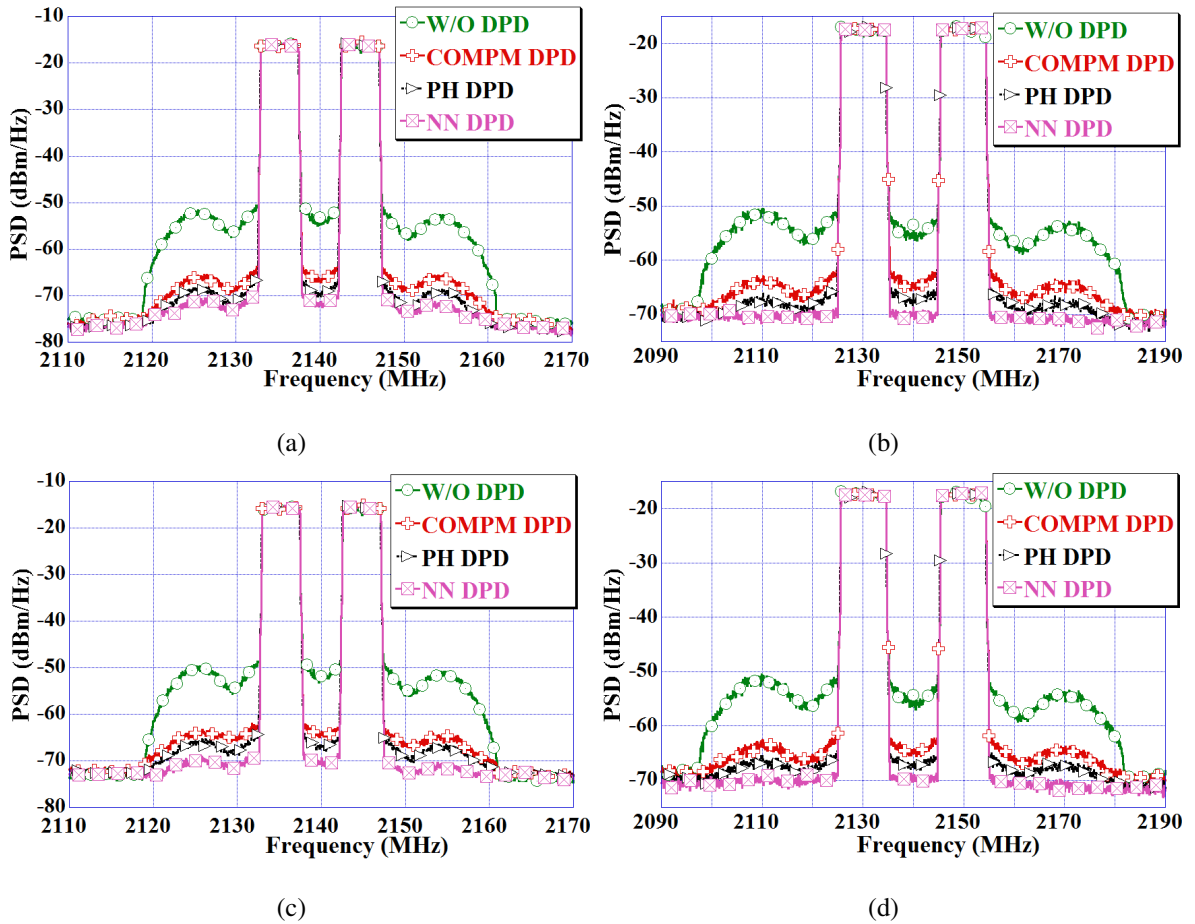 -10
-20
-30
-40
-50
-60
-70
-80
PSD (dBm/Hz)
W/O DPD
COMPM DPD
PH DPD
NN DPD
2110 2120 2130 2140 2150 2160 2170
Frequency (MHz)
(a)
-20
-30
-40
-50
-60
-70
PSD (dBm/Hz)
W/O DPD
COMPM DPD
PH DPD
NN DPD
2090 2110 2130 2150 2170 2190
Frequency (MHz)
(b)
-10
-20
-30
-40
-50
-60
-70
-80
PSD (dBm/Hz)
W/O DPD
COMPM DPD
PH DPD
NN DPD
2110 2120 2130 2140 2150 2160 2170
Frequency (MHz)
(c)
-20
-30
-40
-50
-60
-70
PSD (dBm/Hz)
W/O DPD
COMPM DPD
PH DPD
NN DPD
2090 2110 2130 2150 2170 2190
Frequency (MHz)
(d)